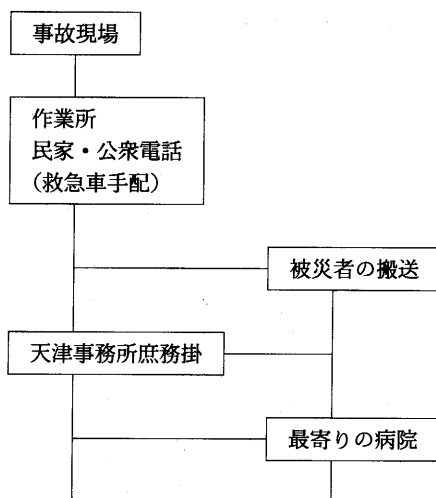 事故現場
作業所
民家・公衆電話
(救急車手配)
被災者の搬送
天津事務所庶務掛
最寄りの病院